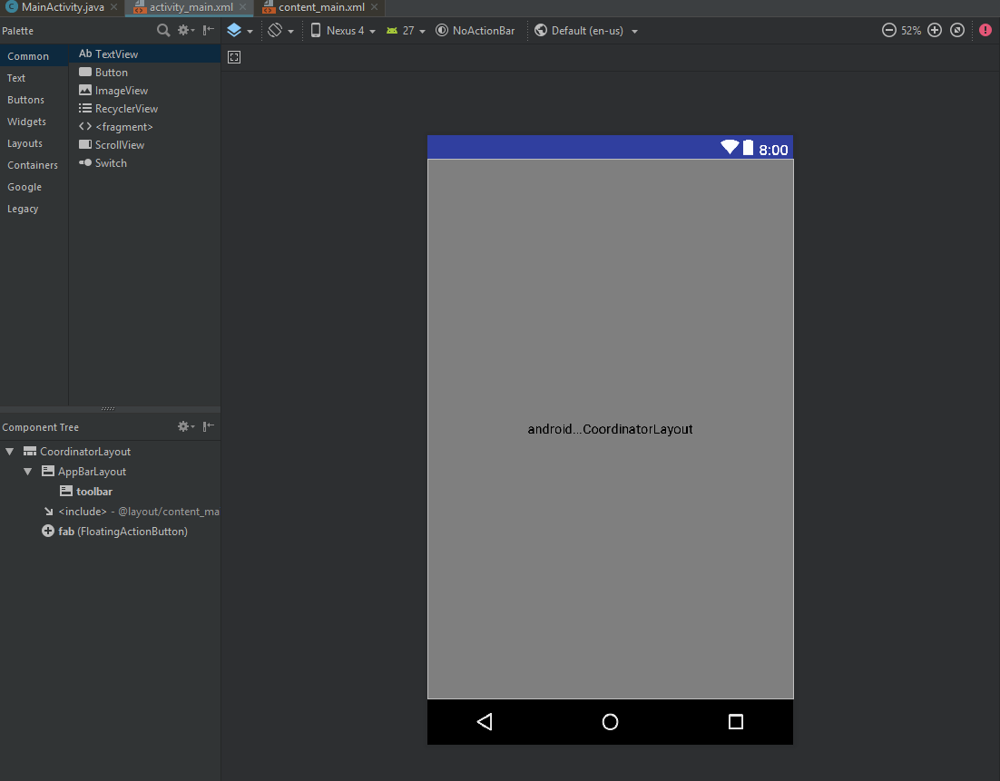 MainActivity.java
activity_main.xml
content_main.xml
Palette
Nexus 4
27
NoActionBar
Default (en-us)
52%
Common
Text
Buttons
Widgets
Layouts
Containers
Google
Legacy
Ab TextView
Button
ImageView
RecyclerView
<fragment>
ScrollView
Switch
8:00
android...CoordinatorLayout
Component Tree
CoordinatorLayout
AppBarLayout
toolbar
<include> - @layout/content_ma
fab (FloatingActionButton)